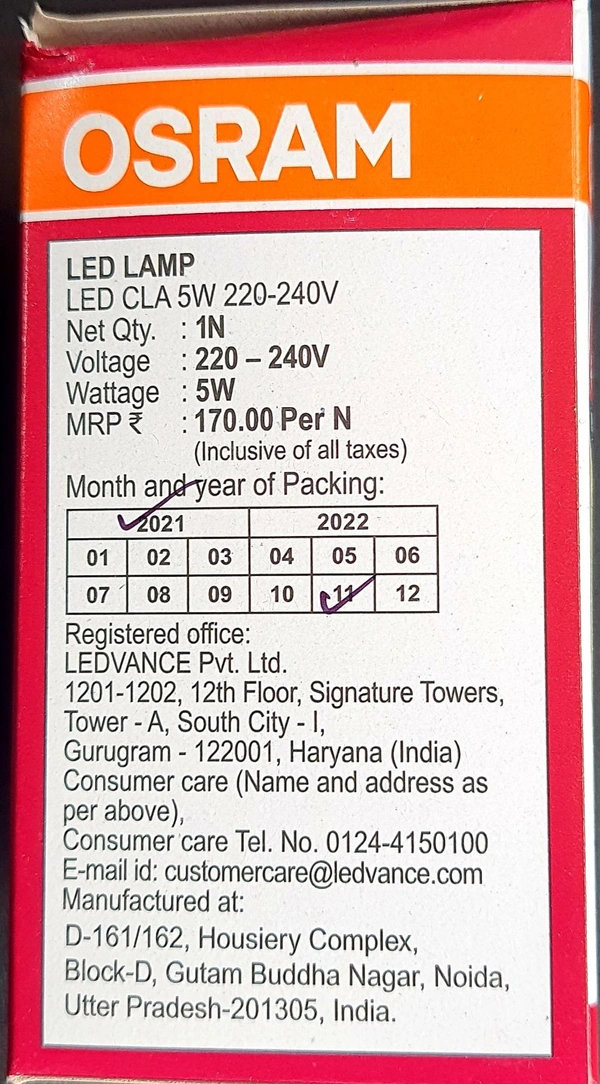 OSRAM
LED LAMP
LED CLA 5W 220-240V
Net Qty. : 1N
Voltage : 220 – 240V
Wattage : 5W
MRP ₹ : 170.00 Per N
(Inclusive of all taxes)
Month and year of Packing:
2021 2022
01 02 03 04 05 06
07 08 09 10 11 12
Registered office:
LEDVANCE Pvt. Ltd.
1201-1202, 12th Floor, Signature Towers,
Tower - A, South City - I,
Gurugram - 122001, Haryana (India)
Consumer care (Name and address as
per above),
Consumer care Tel. No. 0124-4150100
E-mail id: customercare@ledvance.com
Manufactured at:
D-161/162, Housiery Complex,
Block-D, Gutam Buddha Nagar, Noida,
Utter Pradesh-201305, India.